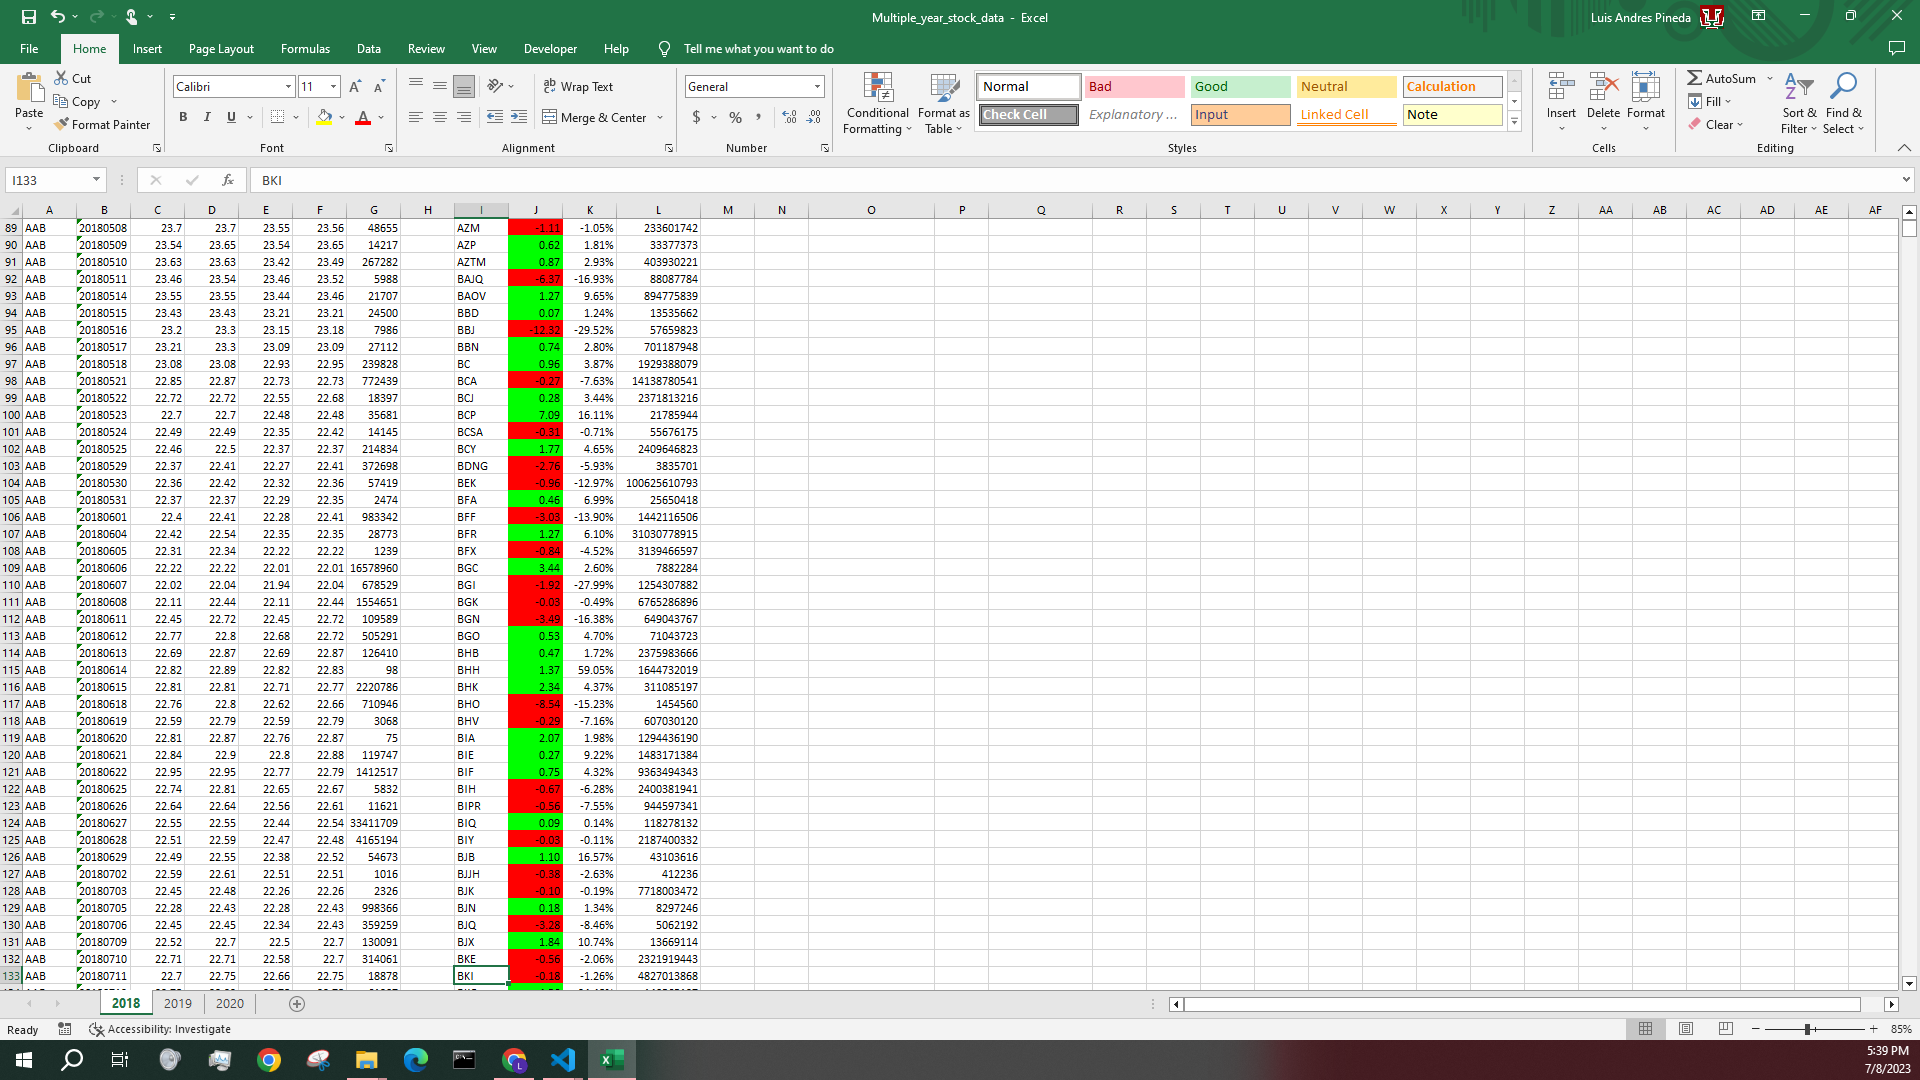 Multiple_year_stock_data - Excel
Luis Andres Pineda
File Home Insert Page Layout Formulas Data Review View Developer Help Tell me what you want to do
Paste
Cut
Copy
Format Painter
Clipboard
Calibri 11
B I U
Font
Wrap Text
Merge & Center
Alignment
General
$ % ,
Number
Conditional Formatting
Format as Table
Normal Bad Good Neutral Calculation
Check Cell Explanatory ... Input Linked Cell Note
Styles
Insert Delete Format
Cells
AutoSum
Fill
Clear
Sort & Filter
Find & Select
Editing
I133 fx BKI
A B C D E F G H I J K L M N O P Q R S T U V W X Y Z AA AB AC AD AE AF
89 AAB 20180508 23.7 23.7 23.55 23.56 48655 AZM -1.11 -1.05% 233601742
90 AAB 20180509 23.54 23.65 23.54 23.65 14217 AZP 0.62 1.81% 33377373
91 AAB 20180510 23.63 23.63 23.42 23.49 267282 AZTM 0.87 2.93% 403930221
92 AAB 20180511 23.46 23.54 23.46 23.52 5988 BAJQ -6.37 -16.93% 88087784
93 AAB 20180514 23.55 23.55 23.44 23.46 21707 BAOV 1.27 9.65% 894775839
94 AAB 20180515 23.43 23.43 23.21 23.21 24500 BBD 0.07 1.24% 13535662
95 AAB 20180516 23.2 23.3 23.15 23.18 7986 BBJ -12.32 -29.52% 57659823
96 AAB 20180517 23.21 23.3 23.09 23.09 27112 BBN 0.74 2.80% 701187948
97 AAB 20180518 23.08 23.08 22.93 22.95 239828 BC 0.96 3.87% 1929388079
98 AAB 20180521 22.85 22.87 22.73 22.73 772439 BCA -0.27 -7.63% 14138780541
99 AAB 20180522 22.72 22.72 22.55 22.68 18397 BCJ 0.28 3.44% 2371813216
100 AAB 20180523 22.7 22.7 22.48 22.48 35681 BCP 7.09 16.11% 21785944
101 AAB 20180524 22.49 22.49 22.35 22.42 14145 BCSA -0.31 -0.71% 55676175
102 AAB 20180525 22.46 22.5 22.37 22.37 214834 BCY 1.77 4.65% 2409646823
103 AAB 20180529 22.37 22.41 22.27 22.41 372698 BDNG -2.76 -5.93% 3835701
104 AAB 20180530 22.36 22.42 22.32 22.36 57419 BEK -0.96 -12.97% 100625610793
105 AAB 20180531 22.37 22.37 22.29 22.35 2474 BFA 0.46 6.99% 25650418
106 AAB 20180601 22.4 22.41 22.28 22.41 983342 BFF -3.03 -13.90% 1442116506
107 AAB 20180604 22.42 22.54 22.35 22.35 28773 BFR 1.27 6.10% 31030778915
108 AAB 20180605 22.31 22.34 22.22 22.22 1239 BFX -0.84 -4.52% 3139466597
109 AAB 20180606 22.22 22.22 22.01 22.01 16578960 BGC 3.44 2.60% 7882284
110 AAB 20180607 22.02 22.04 21.94 22.04 678529 BGI -1.92 -27.99% 1254307882
111 AAB 20180608 22.11 22.44 22.11 22.44 1554651 BGK -0.03 -0.49% 6765286896
112 AAB 20180611 22.45 22.72 22.45 22.72 109589 BGN -3.49 -16.38% 649043767
113 AAB 20180612 22.77 22.8 22.68 22.72 505291 BGO 0.53 4.70% 71043723
114 AAB 20180613 22.69 22.87 22.69 22.87 126410 BHB 0.47 1.72% 2375983666
115 AAB 20180614 22.82 22.89 22.82 22.83 98 BHH 1.37 59.05% 1644732019
116 AAB 20180615 22.81 22.81 22.71 22.77 2220786 BHK 2.34 4.37% 311085197
117 AAB 20180618 22.76 22.8 22.62 22.66 710946 BHO -8.54 -15.23% 1454560
118 AAB 20180619 22.59 22.79 22.59 22.79 3068 BHV -0.29 -7.16% 607030120
119 AAB 20180620 22.81 22.87 22.76 22.87 75 BIA 2.07 1.98% 1294436190
120 AAB 20180621 22.84 22.9 22.8 22.88 119747 BIE 0.27 9.22% 1483171384
121 AAB 20180622 22.95 22.95 22.77 22.79 1412517 BIF 0.75 4.32% 9363494343
122 AAB 20180625 22.74 22.81 22.65 22.67 5832 BIH -0.67 -6.28% 2400381941
123 AAB 20180626 22.64 22.64 22.56 22.61 11621 BIPR -0.56 -7.55% 944597341
124 AAB 20180627 22.55 22.55 22.44 22.54 33411709 BIQ 0.09 0.14% 118278132
125 AAB 20180628 22.51 22.59 22.47 22.48 4165194 BIY -0.03 -0.11% 2187400332
126 AAB 20180629 22.49 22.55 22.38 22.52 54673 BJB 1.10 16.57% 43103616
127 AAB 20180702 22.59 22.61 22.51 22.51 1016 BJJH -0.38 -2.63% 412236
128 AAB 20180703 22.45 22.48 22.26 22.26 2326 BJK -0.10 -0.19% 7718003472
129 AAB 20180705 22.28 22.43 22.28 22.43 998366 BJN 0.18 1.34% 8297246
130 AAB 20180706 22.45 22.45 22.34 22.43 359259 BJQ -3.28 -8.46% 5062192
131 AAB 20180709 22.52 22.7 22.5 22.7 130091 BJX 1.84 10.74% 13669114
132 AAB 20180710 22.71 22.71 22.58 22.7 314061 BKE -0.56 -2.06% 2321919443
133 AAB 20180711 22.7 22.75 22.66 22.75 18878 BKI -0.18 -1.26% 4827013868
2018 2019 2020
Ready Accessibility: Investigate 85%
5:39 PM
7/8/2023